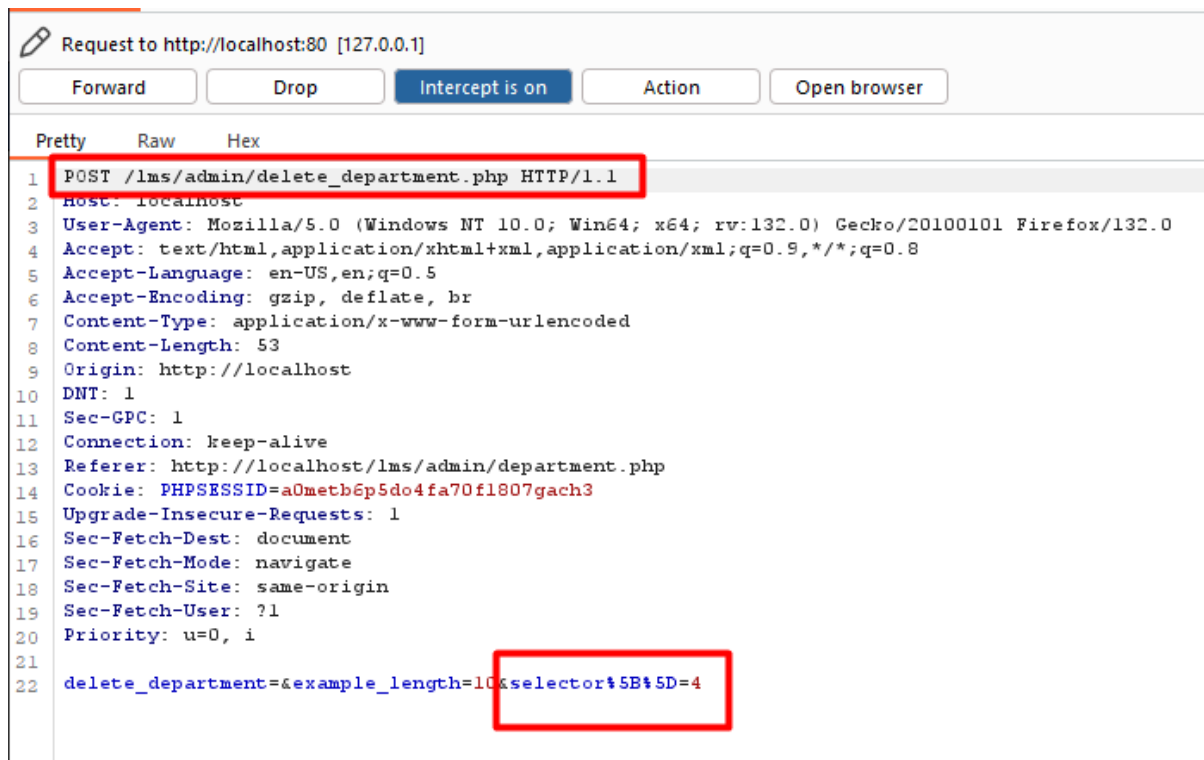 Request to http://localhost:80 [127.0.0.1]
Forward Drop Intercept is on Action Open browser
Pretty Raw Hex
1 POST /lms/admin/delete_department.php HTTP/1.1
2 Host: localhost
3 User-Agent: Mozilla/5.0 (Windows NT 10.0; Win64; x64; rv:132.0) Gecko/20100101 Firefox/132.0
4 Accept: text/html,application/xhtml+xml,application/xml;q=0.9,*/*;q=0.8
5 Accept-Language: en-US,en;q=0.5
6 Accept-Encoding: gzip, deflate, br
7 Content-Type: application/x-www-form-urlencoded
8 Content-Length: 53
9 Origin: http://localhost
10 DNT: 1
11 Sec-GPC: 1
12 Connection: keep-alive
13 Referer: http://localhost/lms/admin/department.php
14 Cookie: PHPSESSID=a0metb6p5do4fa70f1807gach3
15 Upgrade-Insecure-Requests: 1
16 Sec-Fetch-Dest: document
17 Sec-Fetch-Mode: navigate
18 Sec-Fetch-Site: same-origin
19 Sec-Fetch-User: ?1
20 Priority: u=0, i
21
22 delete_department=&example_length=10&selector%5B%5D=4